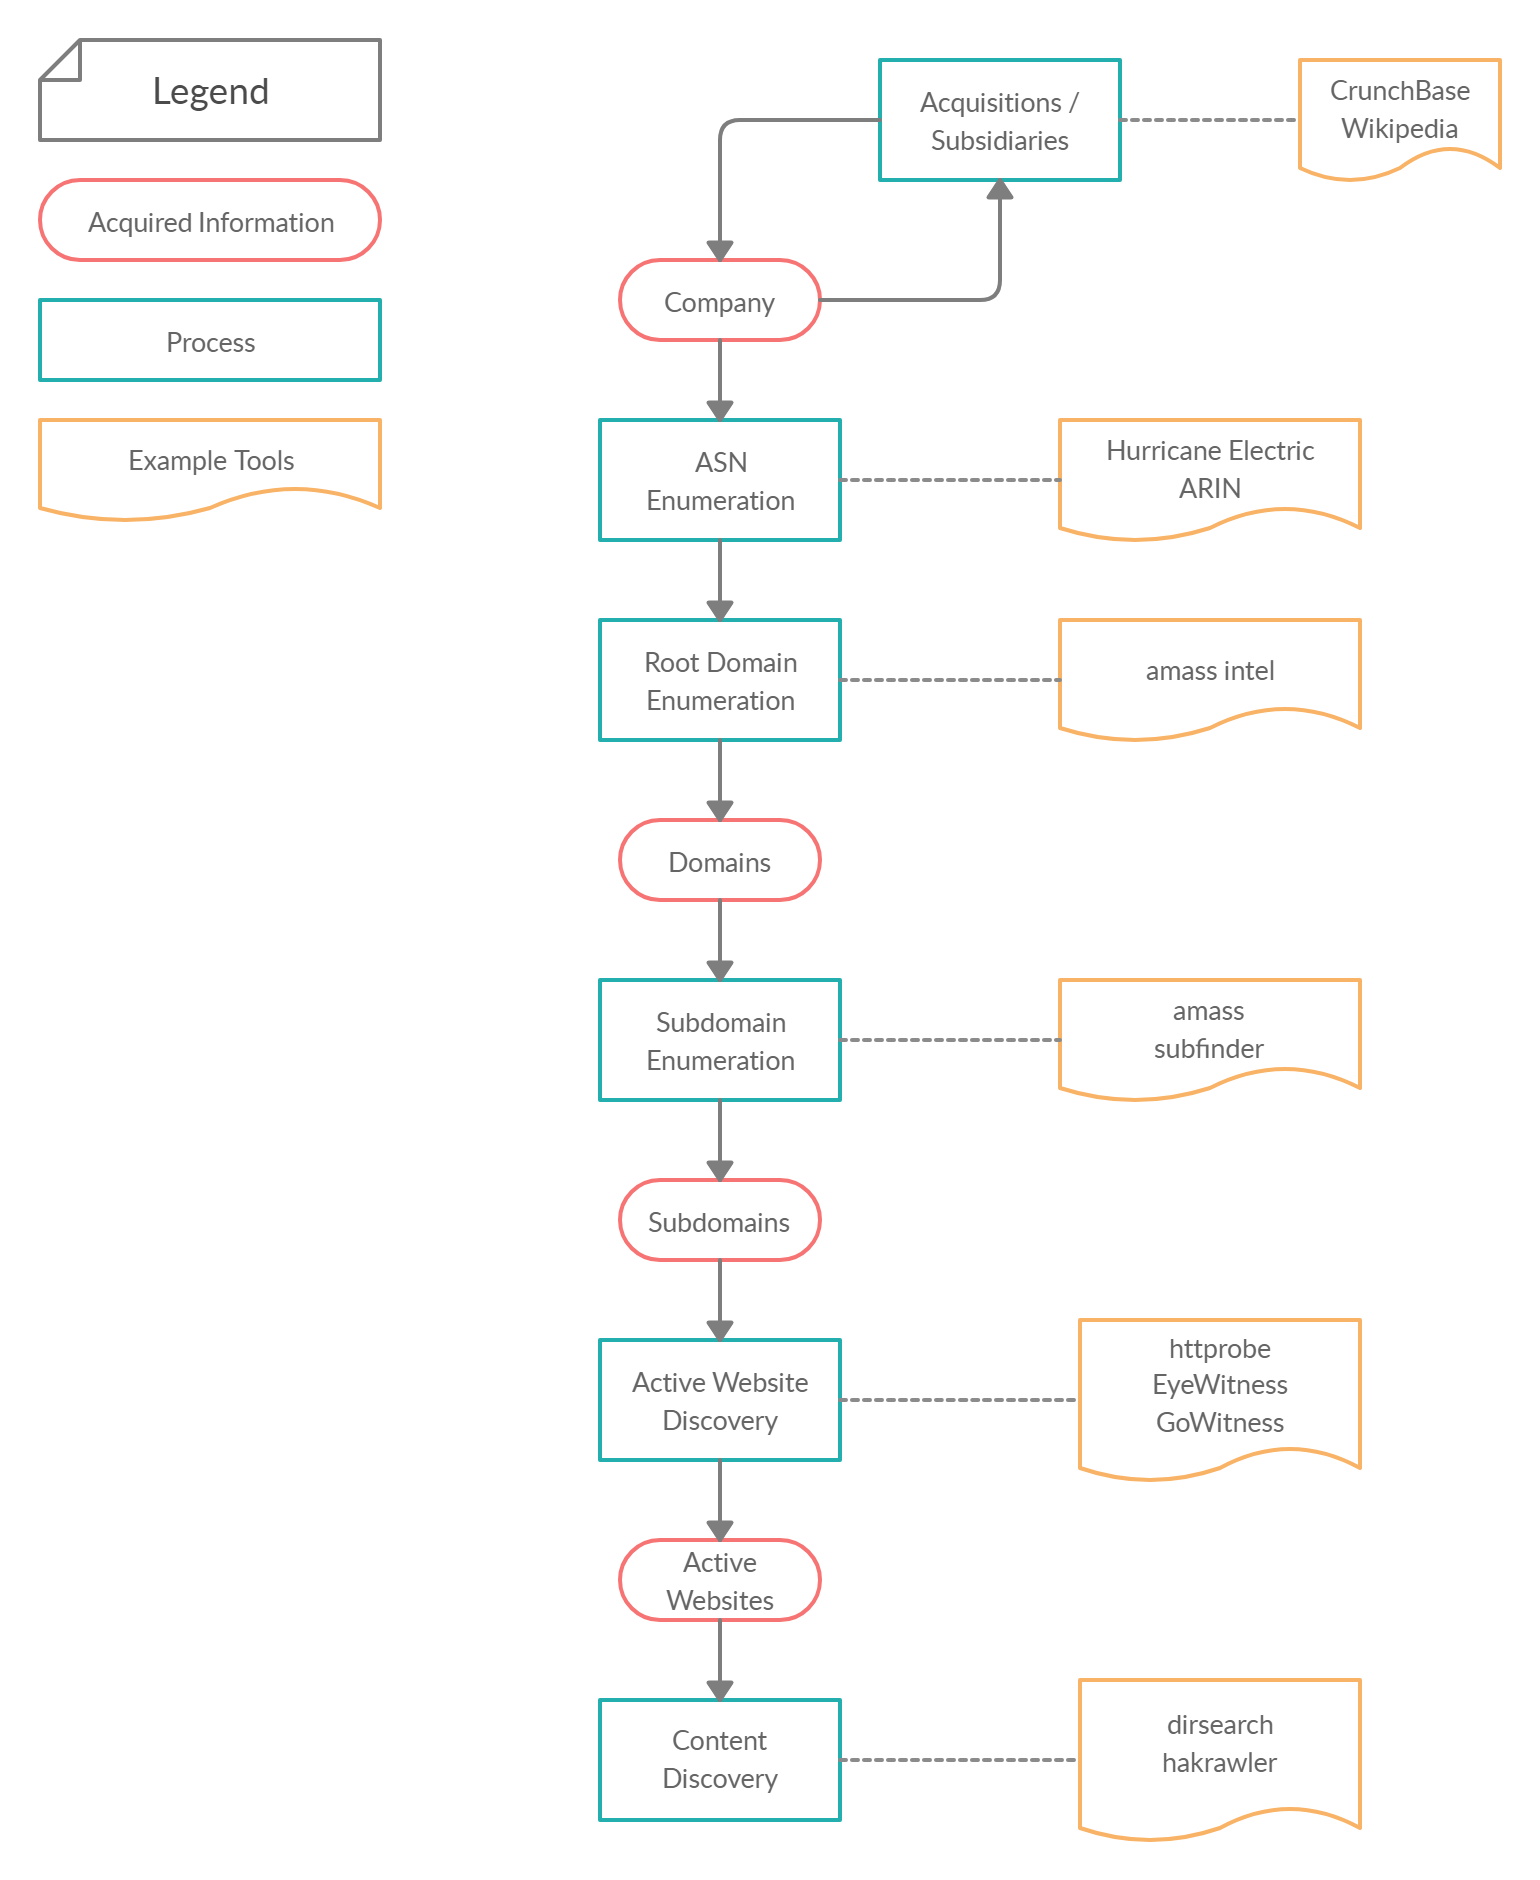 Legend
Acquired Information
Process
Example Tools
Acquisitions /
Subsidiaries
CrunchBase
Wikipedia
Company
ASN
Enumeration
Hurricane Electric
ARIN
Root Domain
Enumeration
amass intel
Domains
Subdomain
Enumeration
amass
subfinder
Subdomains
Active Website
Discovery
httprobe
EyeWitness
GoWitness
Active
Websites
Content
Discovery
dirsearch
hakrawler